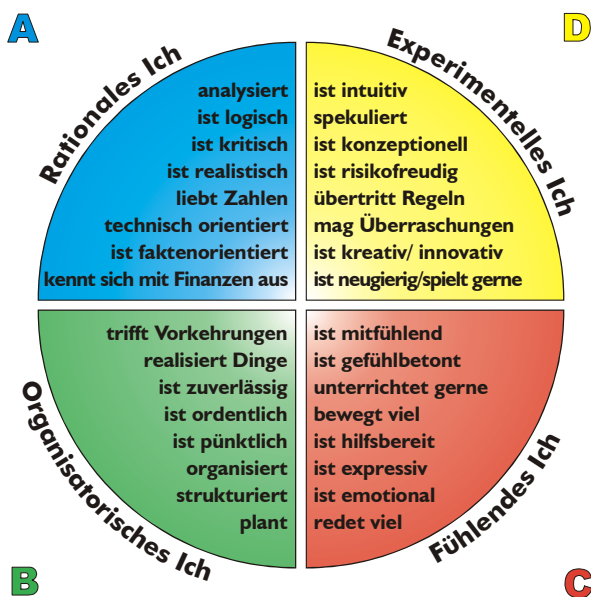 A
Rationales Ich
analysiert
ist logisch
ist kritisch
ist realistisch
liebt Zahlen
technisch orientiert
ist faktenorientiert
kennt sich mit Finanzen aus
D
Experimentelles Ich
ist intuitiv
spekuliert
ist konzeptionell
ist risikofreudig
übertritt Regeln
mag Überraschungen
ist kreativ/ innovativ
ist neugierig/spielt gerne
B
Organisatorisches Ich
trifft Vorkehrungen
realisiert Dinge
ist zuverlässig
ist ordentlich
ist pünktlich
organisiert
strukturiert
plant
C
Fühlendes Ich
ist mitfühlend
ist gefühlbetont
unterrichtet gerne
bewegt viel
ist hilfsbereit
ist expressiv
ist emotional
redet viel